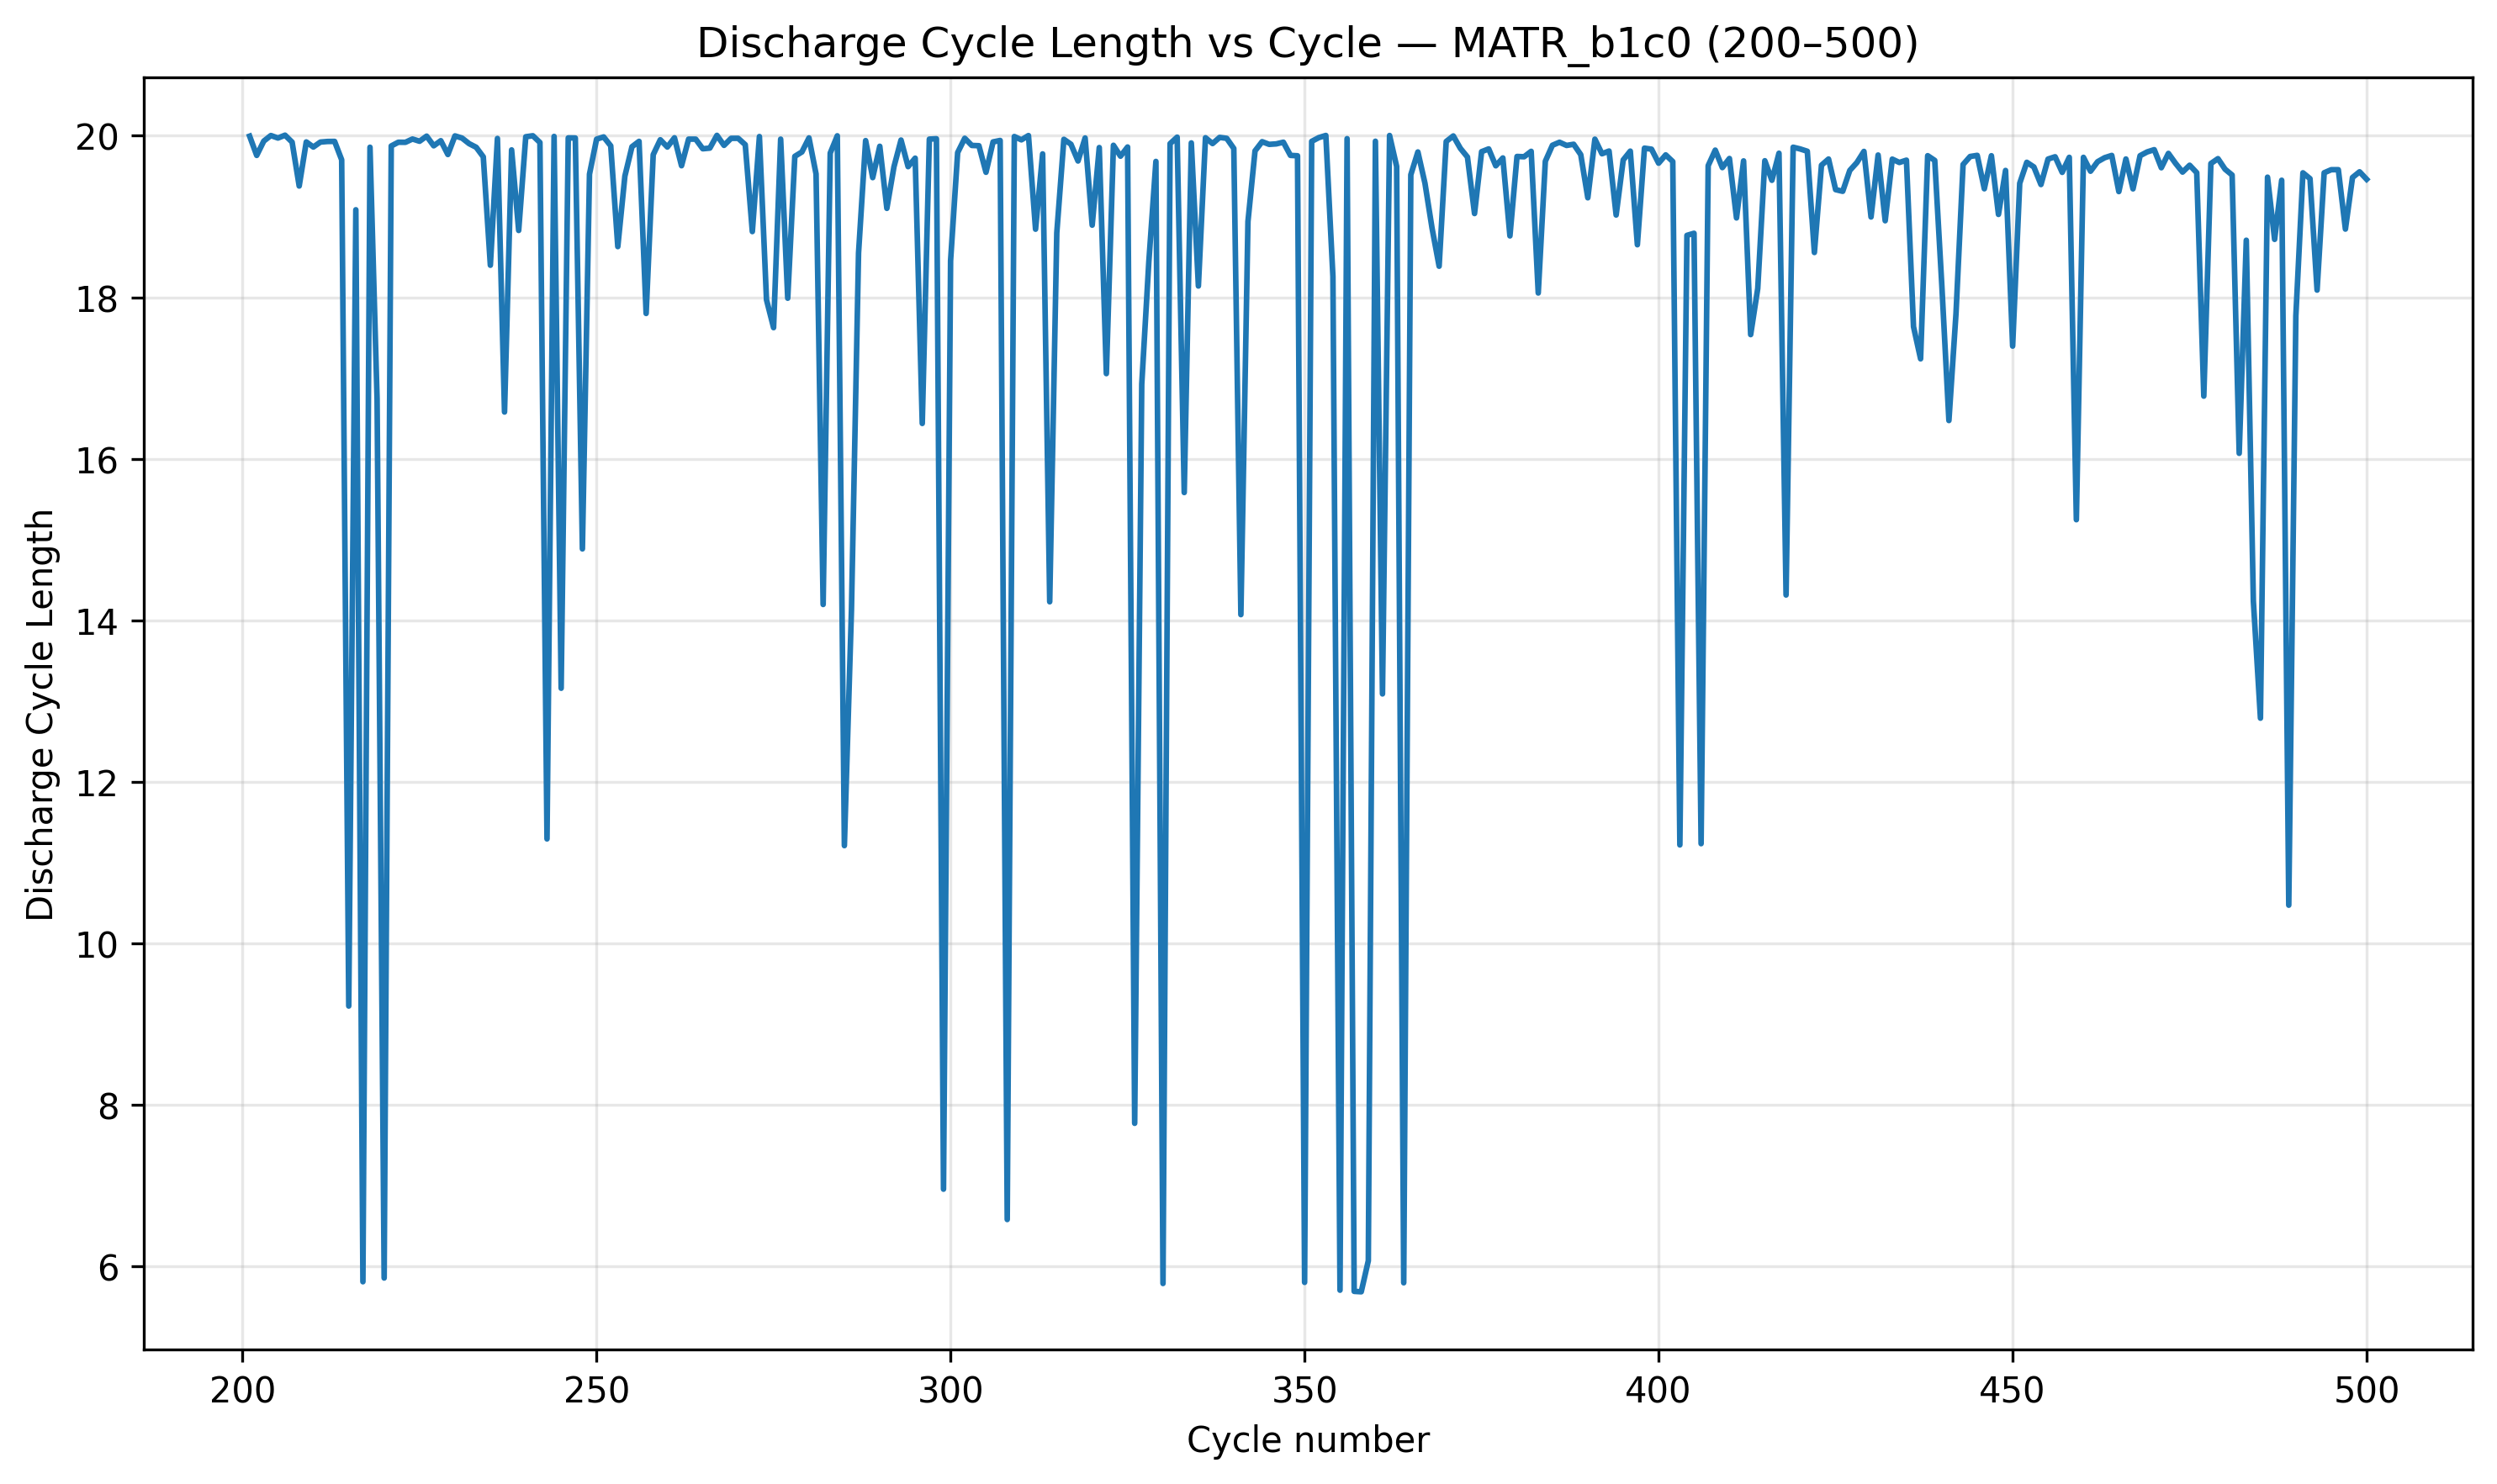 Discharge Cycle Length vs Cycle — MATR_b1c0 (200–500)
Discharge Cycle Length
20
18
16
14
12
10
8
6
200 250 300 350 400 450 500
Cycle number